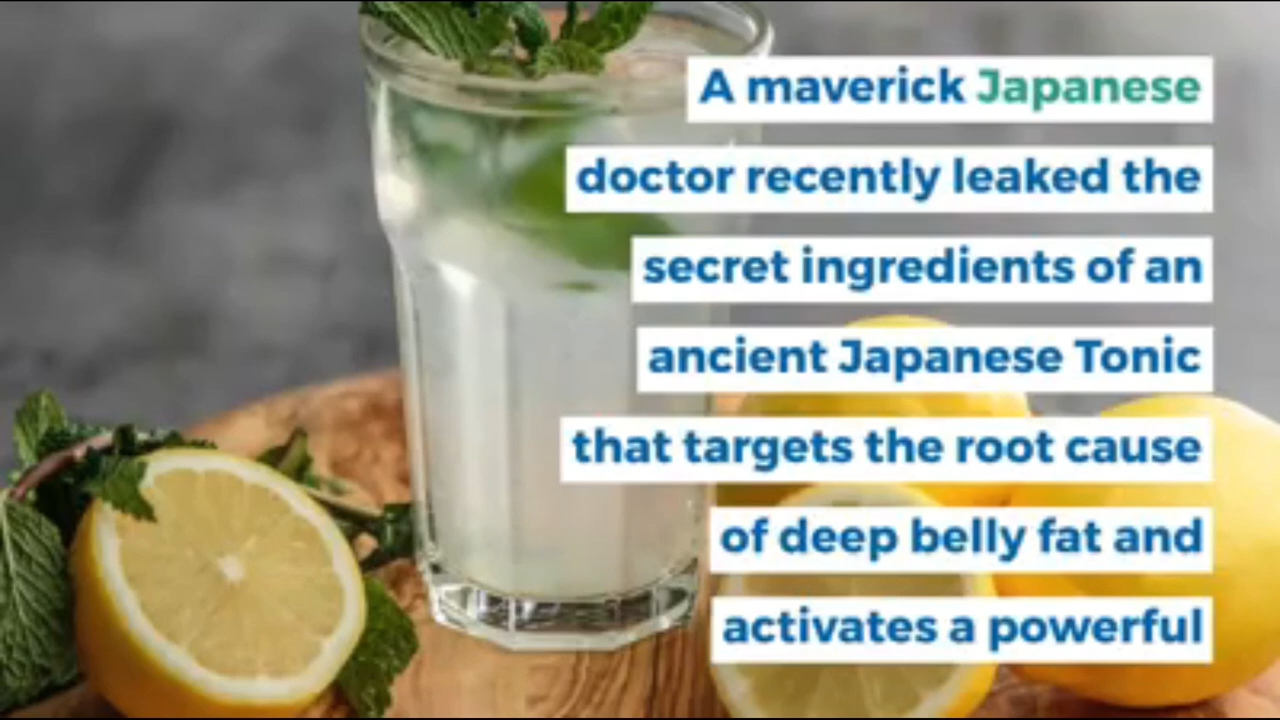 A maverick Japanese
doctor recently leaked the
secret ingredients of an
ancient Japanese Tonic
that targets the root cause
of deep belly fat and
activates a powerful